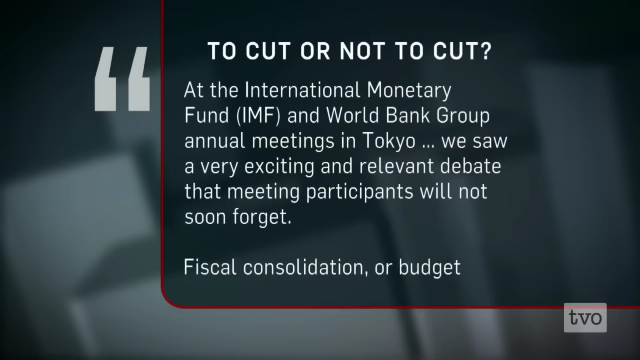 TO CUT OR NOT TO CUT?
At the International Monetary
Fund (IMF) and World Bank Group
annual meetings in Tokyo ... we saw
a very exciting and relevant debate
that meeting participants will not
soon forget.
Fiscal consolidation, or budget
tvo